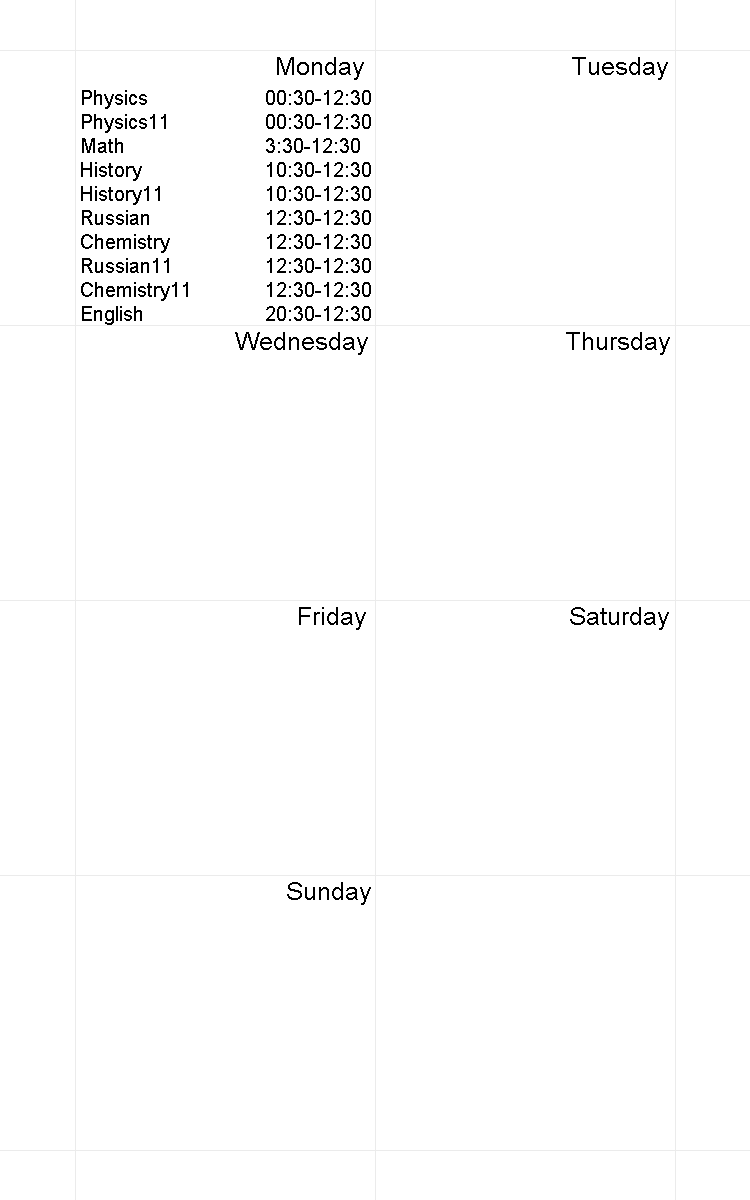 Monday Tuesday
Physics 00:30-12:30
Physics11 00:30-12:30
Math 3:30-12:30
History 10:30-12:30
History11 10:30-12:30
Russian 12:30-12:30
Chemistry 12:30-12:30
Russian11 12:30-12:30
Chemistry11 12:30-12:30
English 20:30-12:30
Wednesday Thursday
Friday Saturday
Sunday